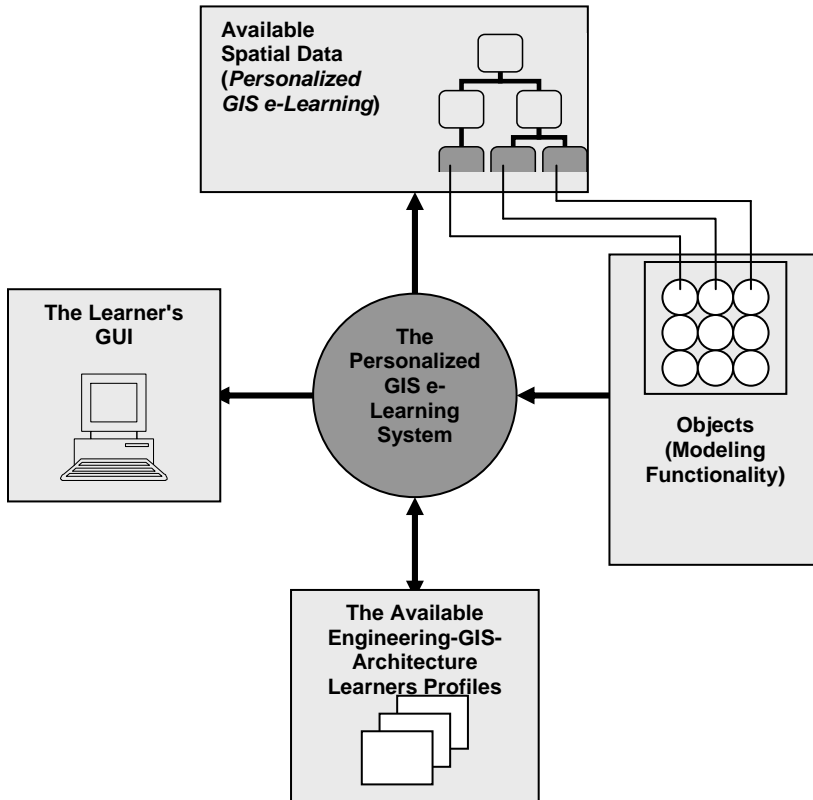 Available
Spatial Data
(Personalized
GIS e-Learning)
The Learner's
GUI
The
Personalized
GIS e-
Learning
System
Objects
(Modeling
Functionality)
The Available
Engineering-GIS-
Architecture
Learners Profiles